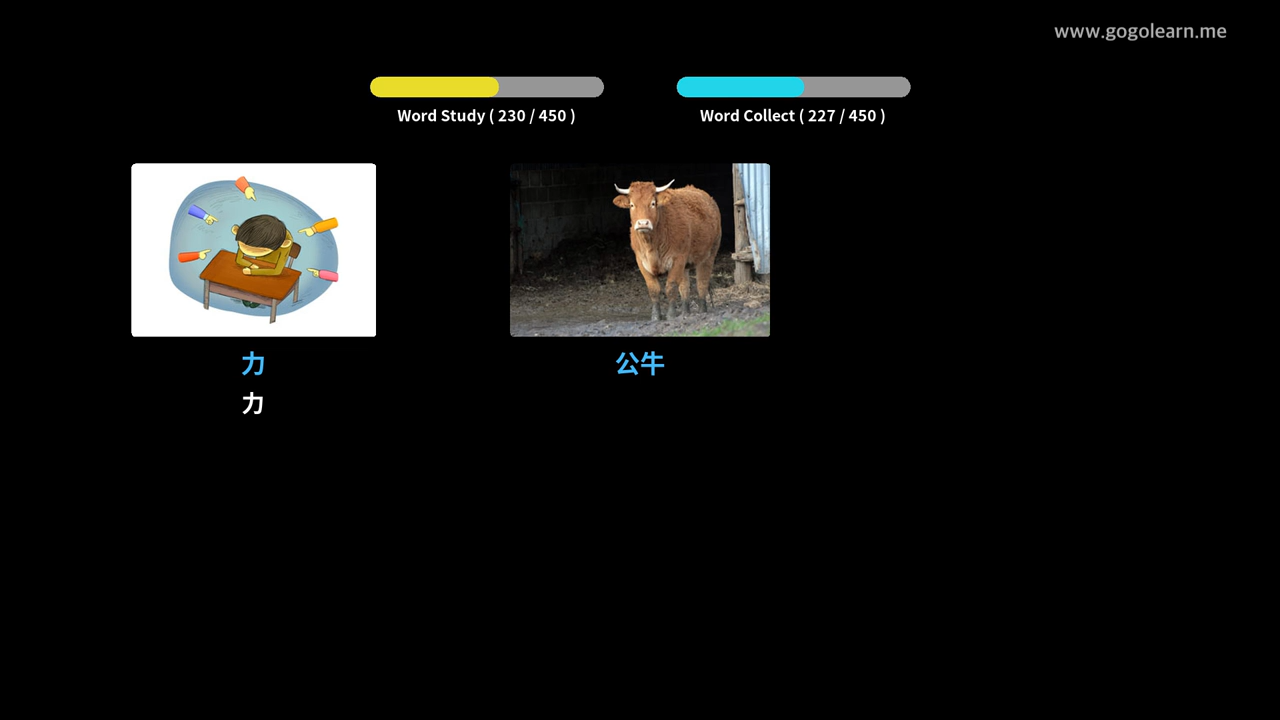 www.gogolearn.me
Word Study ( 230 / 450 )
Word Collect ( 227 / 450 )
力
公牛
力